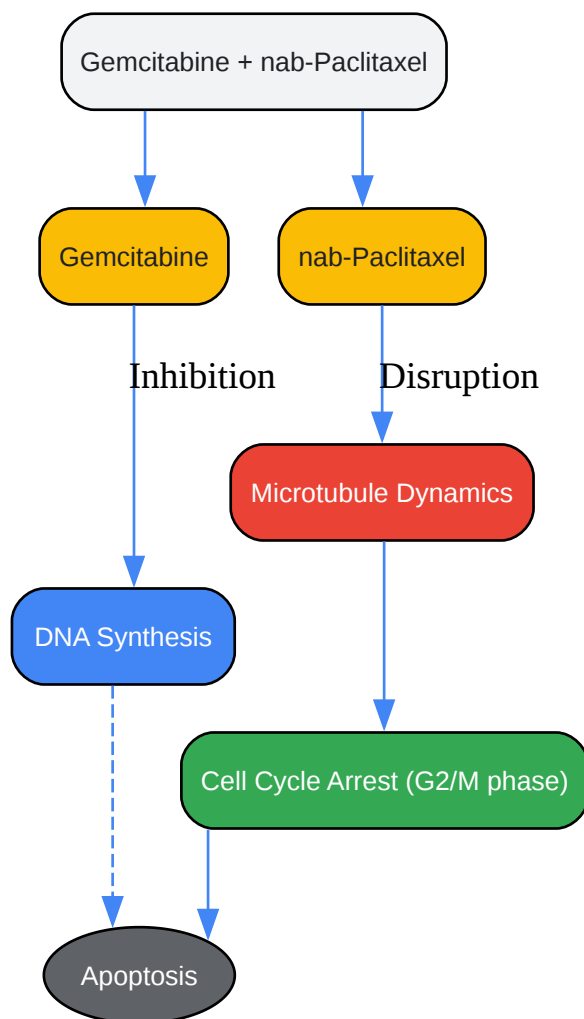 Gemcitabine + nab-Paclitaxel
Gemcitabine
nab-Paclitaxel
Inhibition
Disruption
Microtubule Dynamics
DNA Synthesis
Cell Cycle Arrest (G2/M phase)
Apoptosis